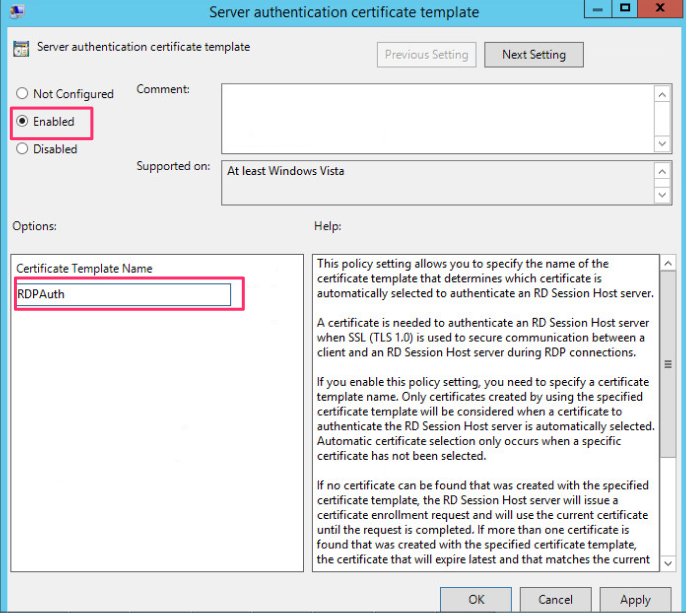 Server authentication certificate template
Server authentication certificate template
Previous Setting
Next Setting
Not Configured
Comment:
Enabled
Disabled
Supported on:
At least Windows Vista
Options:
Help:
Certificate Template Name
RDPAuth
This policy setting allows you to specify the name of the
certificate template that determines which certificate is
automatically selected to authenticate an RD Session Host server.
A certificate is needed to authenticate an RD Session Host server
when SSL (TLS 1.0) is used to secure communication between a
client and an RD Session Host server during RDP connections.
If you enable this policy setting, you need to specify a certificate
template name. Only certificates created by using the specified
certificate template will be considered when a certificate to
authenticate the RD Session Host server is automatically selected.
Automatic certificate selection only occurs when a specific
certificate has not been selected.
If no certificate can be found that was created with the specified
certificate template, the RD Session Host server will issue a
certificate enrollment request and will use the current certificate
until the request is completed. If more than one certificate is
found that was created with the specified certificate template,
the certificate that will expire latest and that matches the current
OK
Cancel
Apply